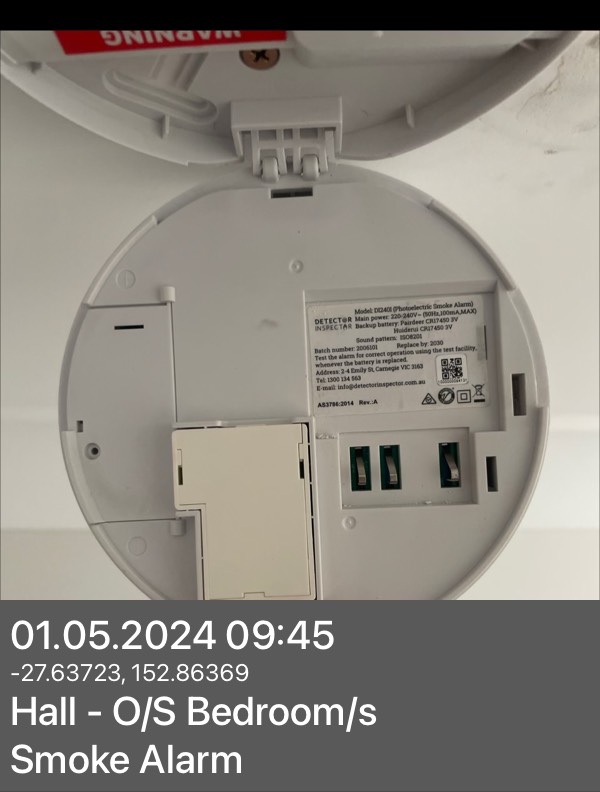 WARNING
DETECTOR
INSPECTOR
Model: DI240i (Photoelectric Smoke Alarm)
Main power: 220-240V~ (50Hz,100mA,MAX)
Backup battery: Pairdeer CR17450 3V
Huiderui CR17450 3V
Sound pattern: ISO8201
Batch number: 2006101 Replace by: 2030
Test the alarm for correct operation using the test facility,
whenever the battery is replaced.
Address: 2-4 Emily St, Carnegie VIC 3163
Tel: 1300 134 563
E-mail: info@detectorinspector.com.au
AS3786:2014 Rev.:A
01.05.2024 09:45
-27.63723, 152.86369
Hall - O/S Bedroom/s
Smoke Alarm